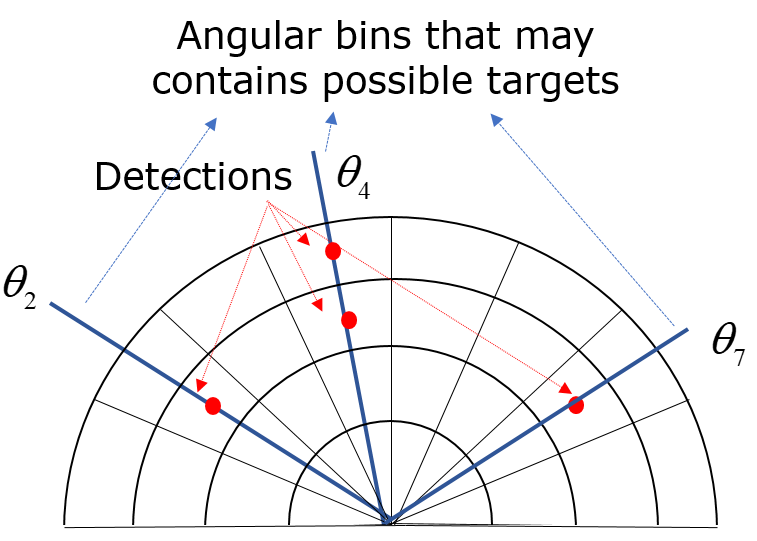 Angular bins that may
contains possible targets
Detections
θ4
θ2
θ7